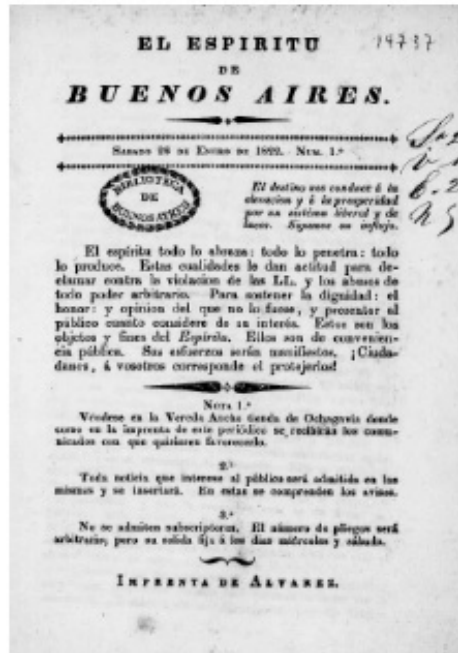 EL ESPIRITU
14737
DE
BUENOS AIRES.
SABADO 26 DE ENERO DE 1822. NUM. 1.º
BIBLIOTECA
DE
BUENOS AYRES
El destino nos conduce á la
elevacion y á la prosperidad
por un sistema liberal y de
luces. Sigamos su influjo.
El espíritu todo lo abraza: todo lo penetra: todo
lo produce. Estas cualidades le dan actitud para de-
clamar contra la violacion de las LL. y los abusos de
todo poder arbitrario. Para sostener la dignidad: el
honor: y opinion del que no lo fuese, y presentar al
público cuanto considere de su interés. Estos son los
objetos y fines del Espíritu. Ellos son de convenien-
cia pública. Sus esfuerzos serán manifiestos. ¡Ciuda-
danos, á vosotros corresponde el protejerlos!
NOTA 1.ª
Vendese en la Vereda Ancha tienda de Ochagavia donde
como en la imprenta de este periódico se recibirán los comu-
nicados con que quisieren favorecerlo.
2.ª
Toda noticia que interese al público será admitida en las
mismas y se insertará. En estas se comprenden los avisos.
3.ª
No se admiten subscriptores. El número de pliegos será
arbitrario, pero su salida fija á los dias miércoles y sábado.
IMPRENTA DE ALVAREZ.